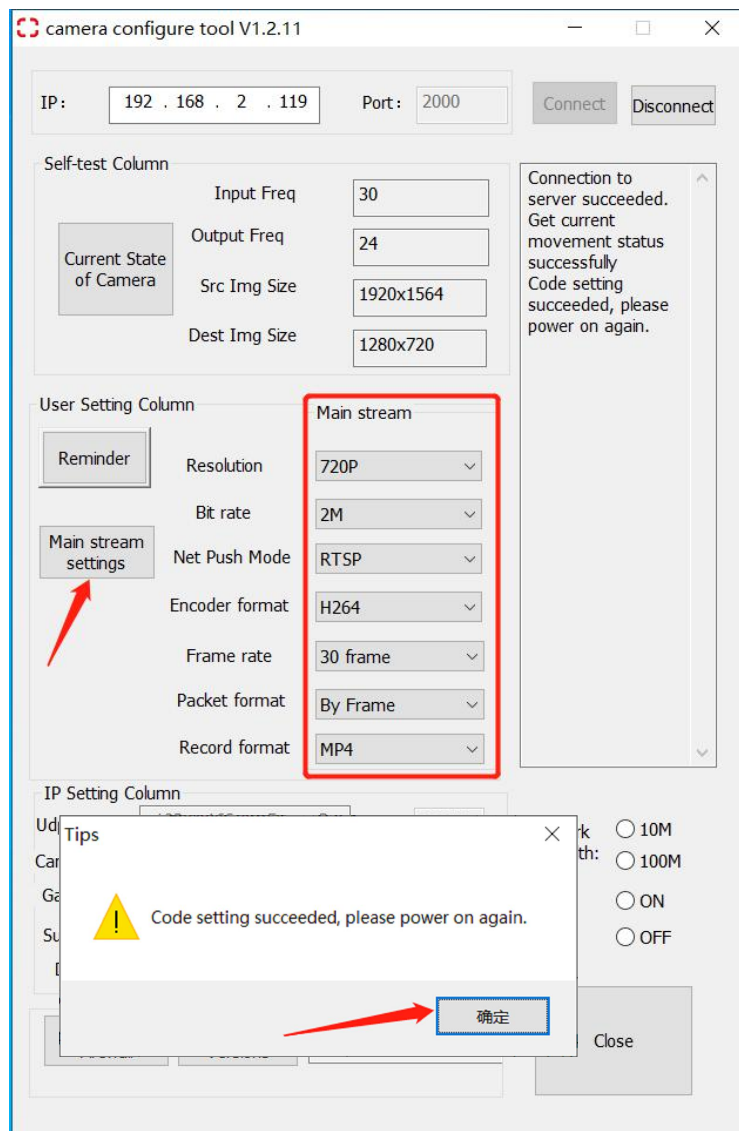 camera configure tool V1.2.11
IP: 192 . 168 . 2 . 119 Port: 2000 Connect Disconnect
Self-test Column
Input Freq 30
Output Freq 24
Current State
of Camera
Src Img Size 1920x1564
Dest Img Size 1280x720
Connection to
server succeeded.
Get current
movement status
successfully
Code setting
succeeded, please
power on again.
User Setting Column
Main stream
Reminder
Resolution 720P
Bit rate 2M
Main stream
settings
Net Push Mode RTSP
Encoder format H264
Frame rate 30 frame
Packet format By Frame
Record format MP4
IP Setting Column
Tips
Code setting succeeded, please power on again.
确定
10M
100M
ON
OFF
Close